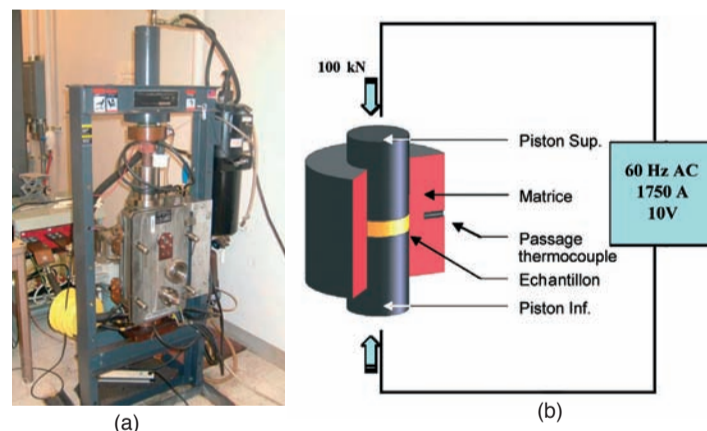 100 kN
Piston Sup.
Matrice
Passage
thermocouple
Echantillon
Piston Inf.
60 Hz AC
1750 A
10V
(a)
(b)